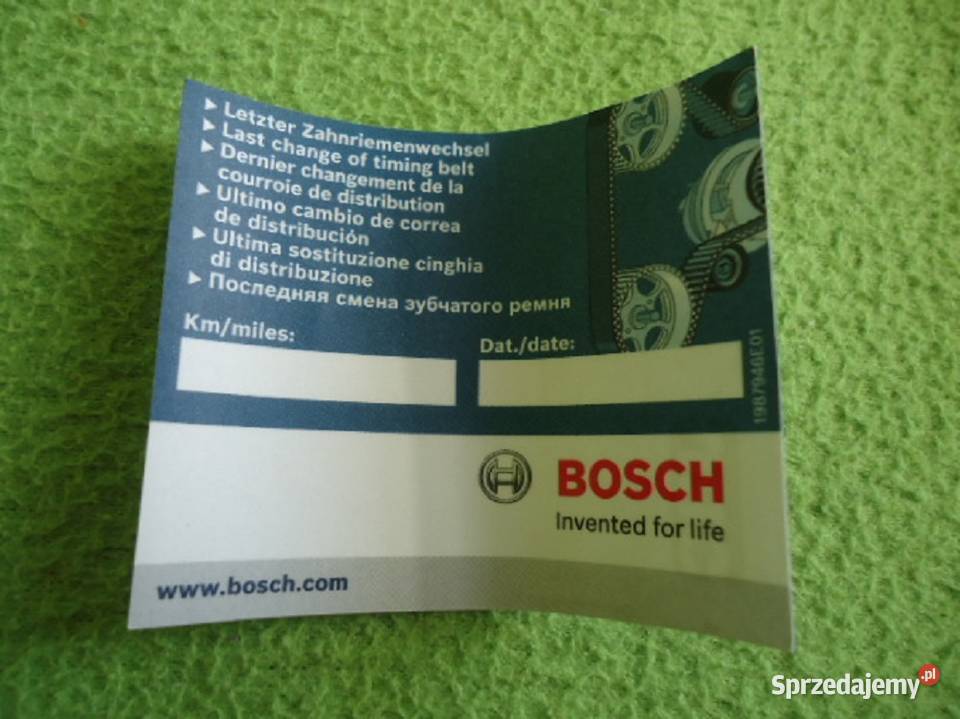 ► Letzter Zahnriemenwechsel
► Last change of timing belt
► Dernier changement de la
courroie de distribution
► Ultimo cambio de correa
de distribución
► Ultima sostituzione cinghia
di distribuzione
► Последняя смена зубчатого ремня
Km/miles:
Dat./date:
1987946E01
BOSCH
Invented for life
www.bosch.com
Sprzedajemy.pl